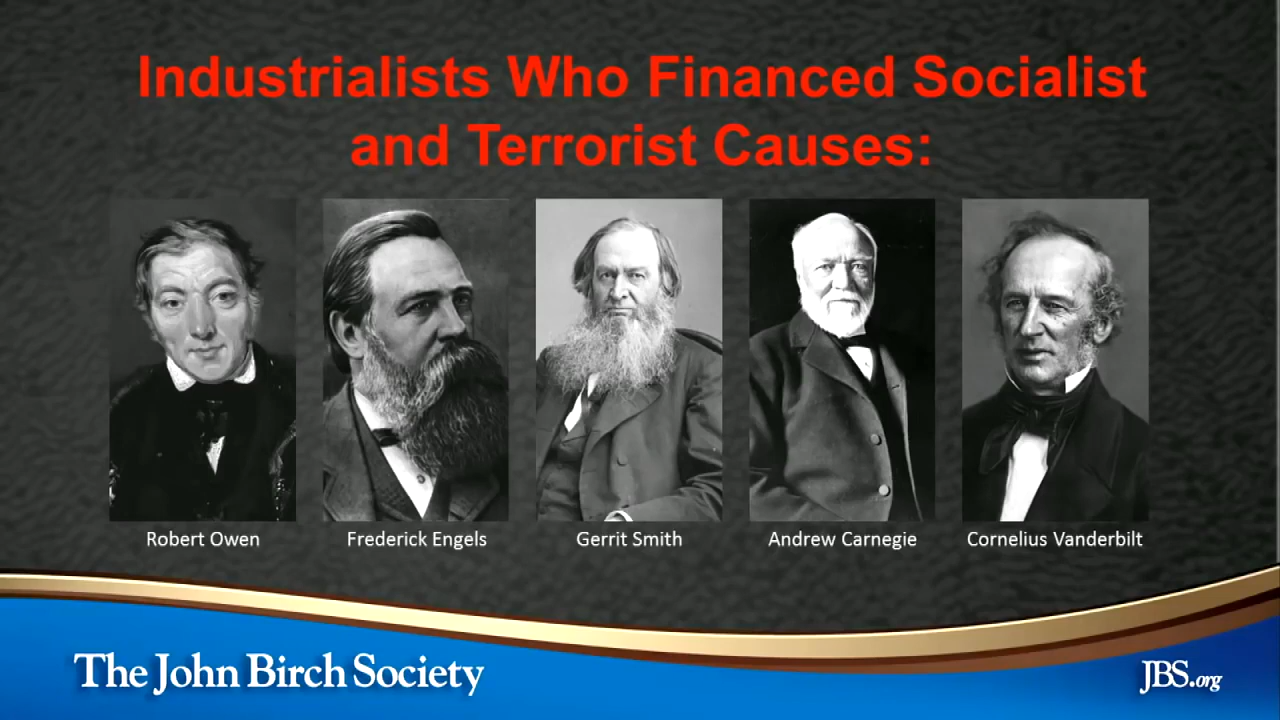 Industrialists Who Financed Socialist
and Terrorist Causes:
Robert Owen
Frederick Engels
Gerrit Smith
Andrew Carnegie
Cornelius Vanderbilt
The John Birch Society
JBS.org